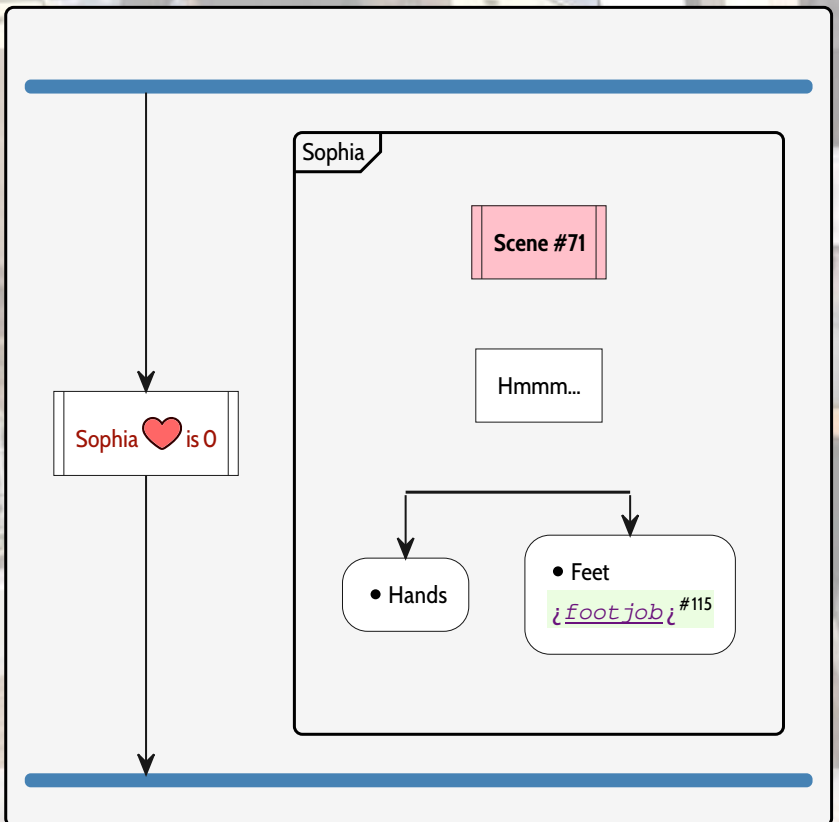 Sophia
Scene #71
Hmmm...
Sophia is 0
• Hands
• Feet
¿footjob¿#115